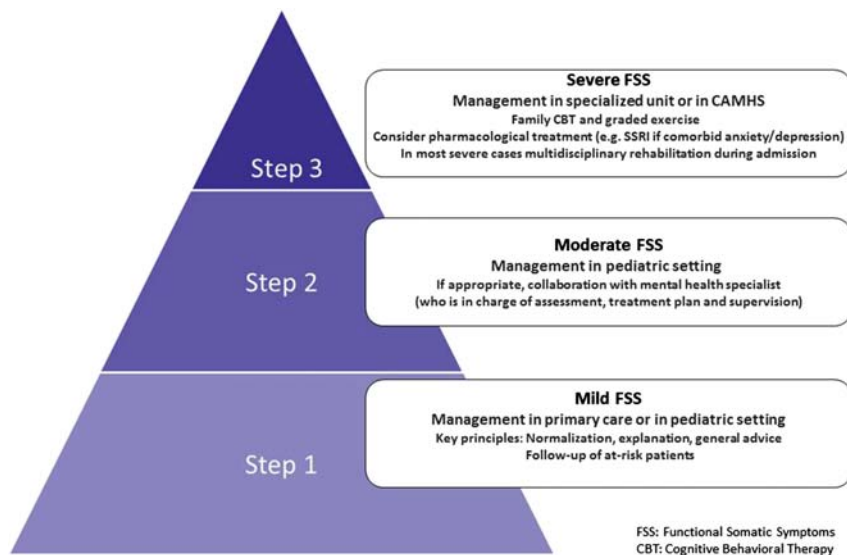 Severe FSS
Management in specialized unit or in CAMHS
Family CBT and graded exercise
Consider pharmacological treatment (e.g. SSRI if comorbid anxiety/depression)
In most severe cases multidisciplinary rehabilitation during admission
Step 3
Moderate FSS
Management in pediatric setting
If appropriate, collaboration with mental health specialist
(who is in charge of assessment, treatment plan and supervision)
Step 2
Mild FSS
Management in primary care or in pediatric setting
Key principles: Normalization, explanation, general advice
Follow-up of at-risk patients
Step 1
FSS: Functional Somatic Symptoms
CBT: Cognitive Behavioral Therapy